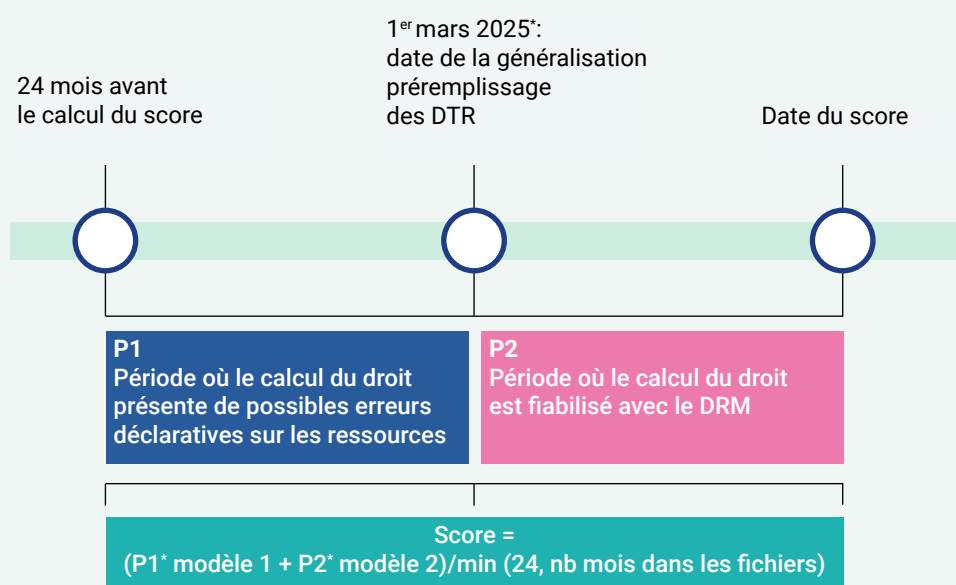 24 mois avant
le calcul du score
1er mars 2025*:
date de la généralisation
préremplissage
des DTR
Date du score
P1
Période où le calcul du droit
présente de possibles erreurs
déclaratives sur les ressources
P2
Période où le calcul du droit
est fiabilisé avec le DRM
Score =
(P1* modèle 1 + P2* modèle 2)/min (24, nb mois dans les fichiers)